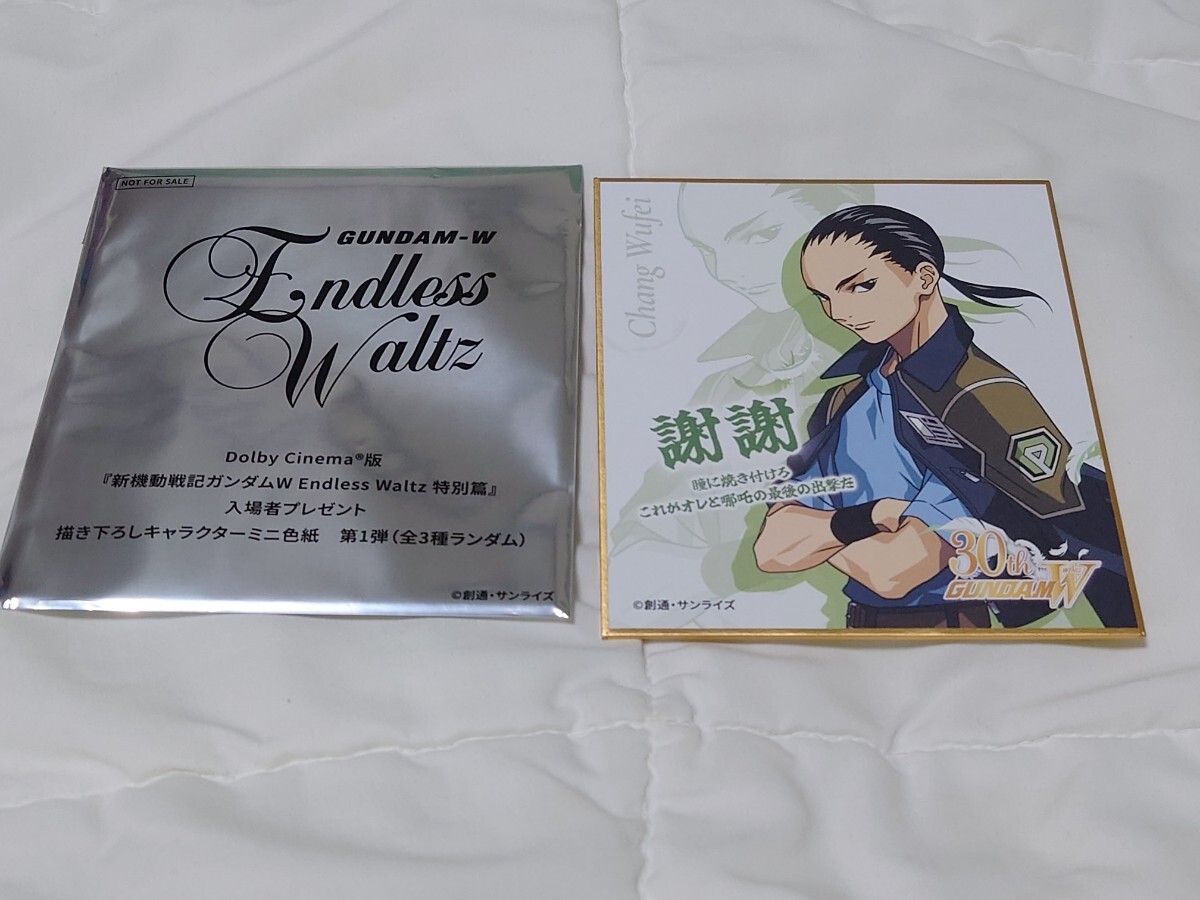 NOT FOR SALE
GUNDAM-W
Endless
Waltz
Dolby Cinema®版
『新機動戦記ガンダムW Endless Waltz 特別篇』
入場者プレゼント
描き下ろしキャラクターミニ色紙 第1弾(全3種ランダム)
©創通・サンライズ
Chang Wufei
謝謝
瞳に焼き付けろ
これがオレと哪吒の最後の出撃だ
30th
GUNDAM W
©創通・サンライズ